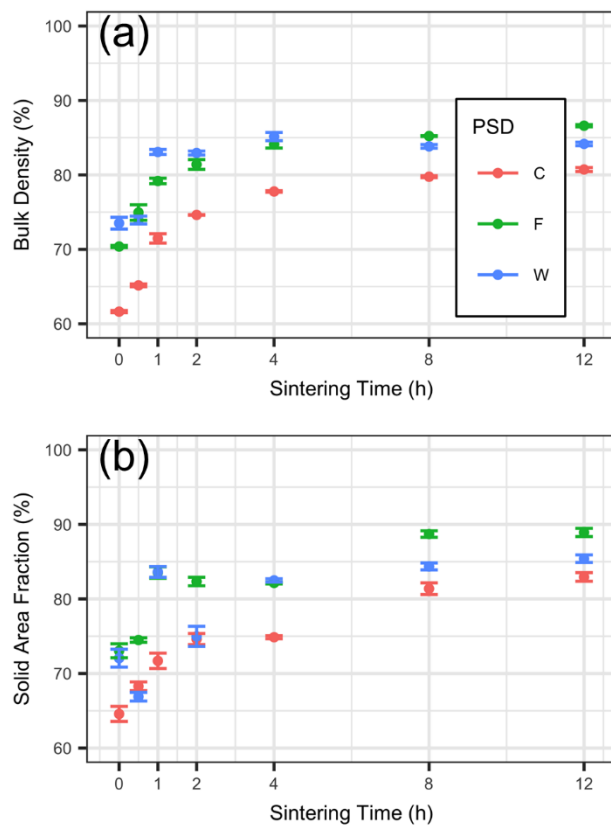 (a)
100
90
80
70
60
Bulk Density (%)
PSD
C
F
W
0 1 2 4 8 12
Sintering Time (h)
(b)
100
90
80
70
60
Solid Area Fraction (%)
0 1 2 4 8 12
Sintering Time (h)